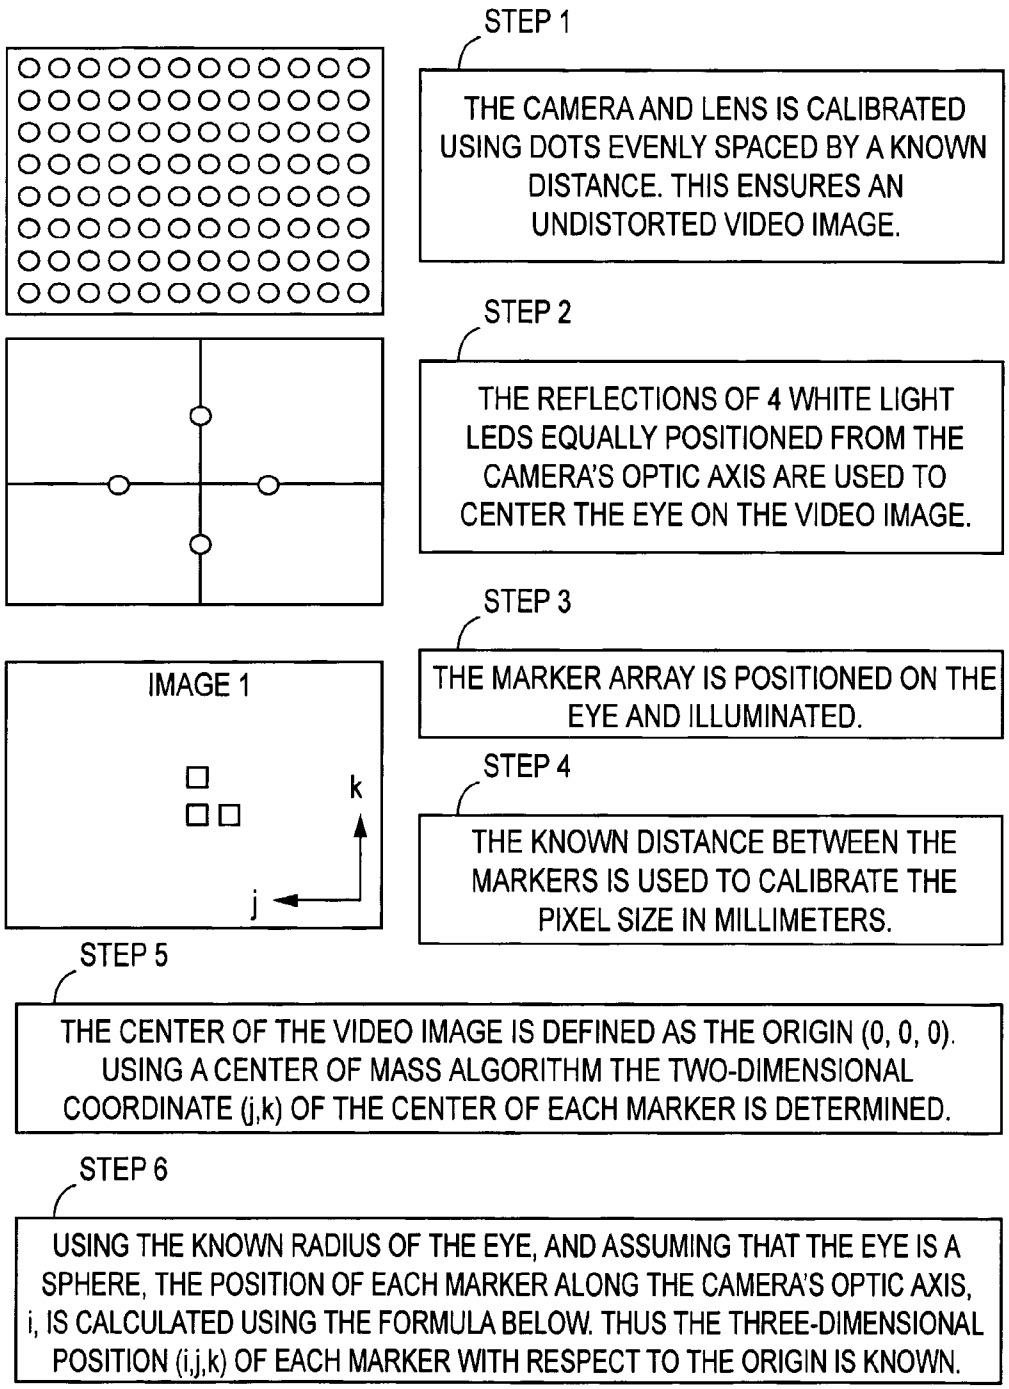 STEP 1
THE CAMERA AND LENS IS CALIBRATED
USING DOTS EVENLY SPACED BY A KNOWN
DISTANCE. THIS ENSURES AN
UNDISTORTED VIDEO IMAGE.
STEP 2
THE REFLECTIONS OF 4 WHITE LIGHT
LEDS EQUALLY POSITIONED FROM THE
CAMERA'S OPTIC AXIS ARE USED TO
CENTER THE EYE ON THE VIDEO IMAGE.
STEP 3
THE MARKER ARRAY IS POSITIONED ON THE
EYE AND ILLUMINATED.
IMAGE 1
k
j
STEP 4
THE KNOWN DISTANCE BETWEEN THE
MARKERS IS USED TO CALIBRATE THE
PIXEL SIZE IN MILLIMETERS.
STEP 5
THE CENTER OF THE VIDEO IMAGE IS DEFINED AS THE ORIGIN (0, 0, 0).
USING A CENTER OF MASS ALGORITHM THE TWO-DIMENSIONAL
COORDINATE (j,k) OF THE CENTER OF EACH MARKER IS DETERMINED.
STEP 6
USING THE KNOWN RADIUS OF THE EYE, AND ASSUMING THAT THE EYE IS A
SPHERE, THE POSITION OF EACH MARKER ALONG THE CAMERA'S OPTIC AXIS,
i, IS CALCULATED USING THE FORMULA BELOW. THUS THE THREE-DIMENSIONAL
POSITION (i,j,k) OF EACH MARKER WITH RESPECT TO THE ORIGIN IS KNOWN.